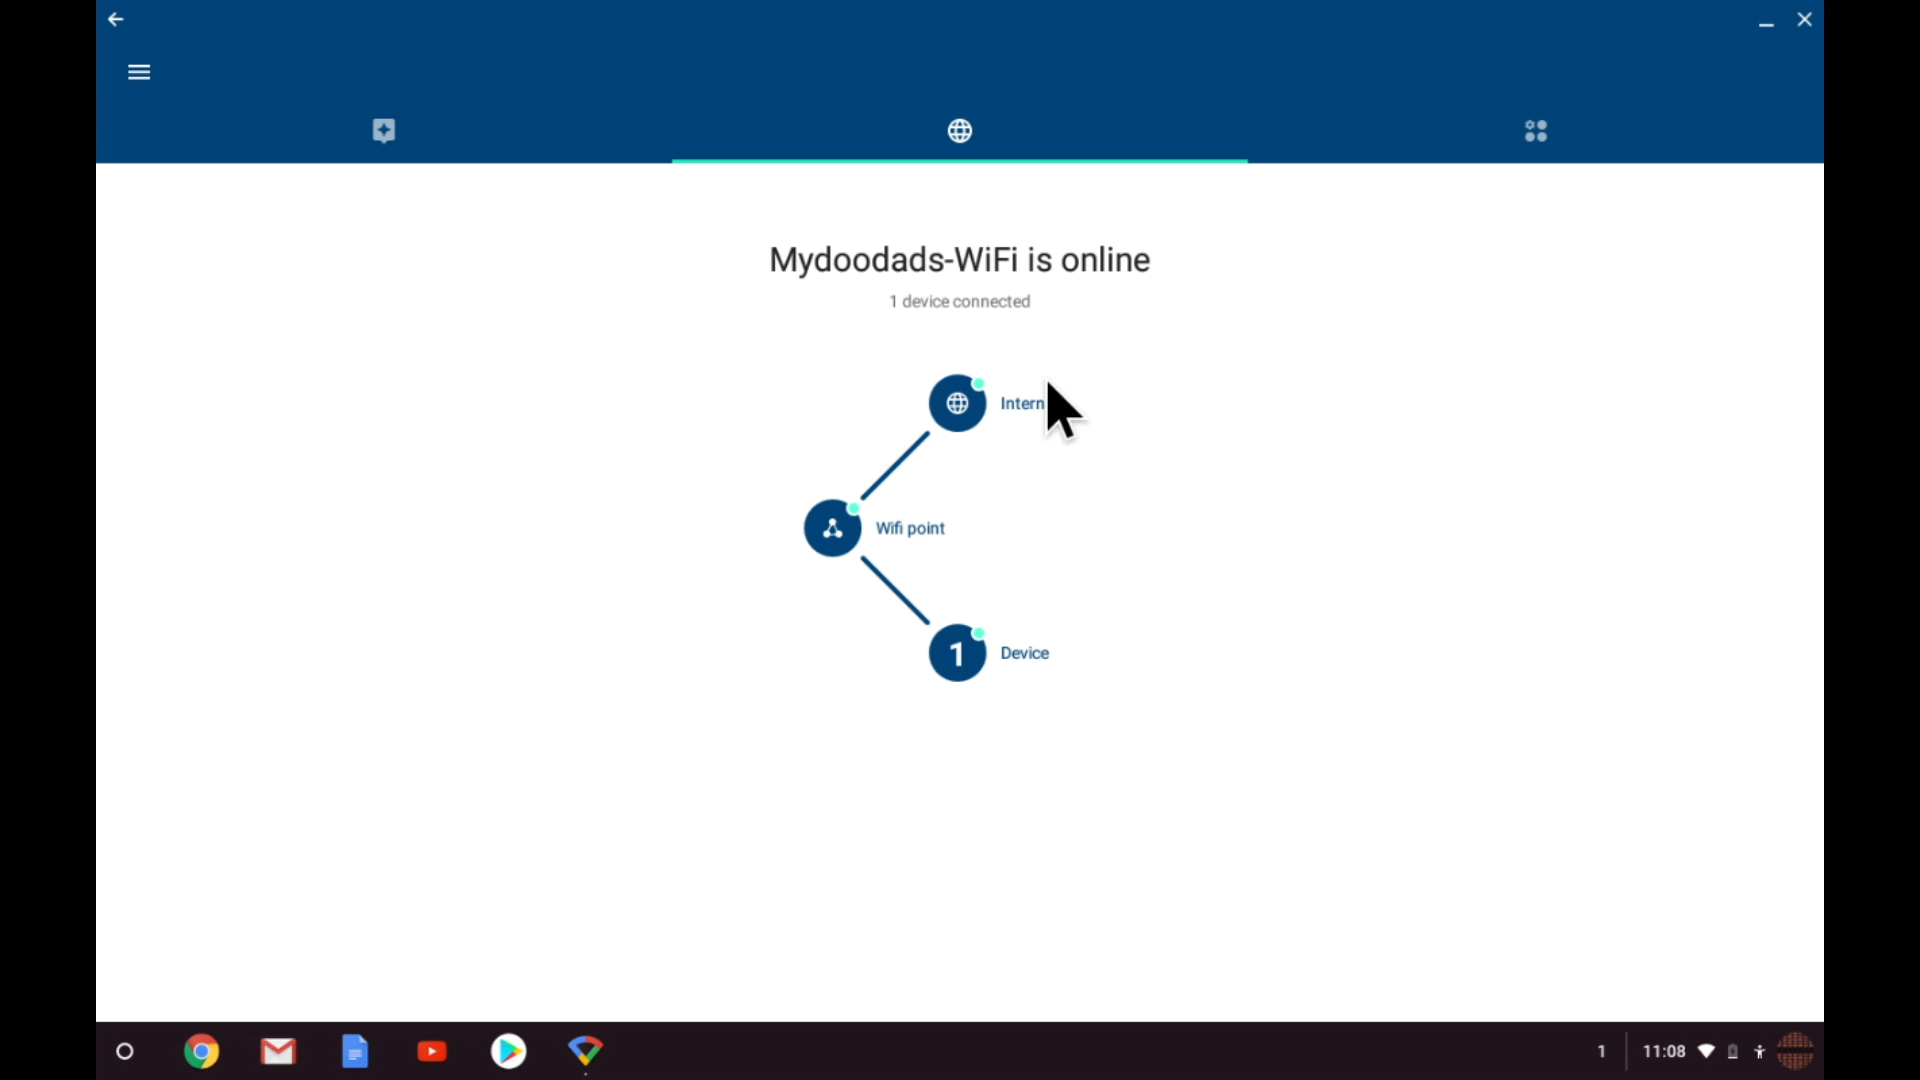 Mydoodads-WiFi is online
1 device connected
Intern
Wifi point
1
Device
1
11:08